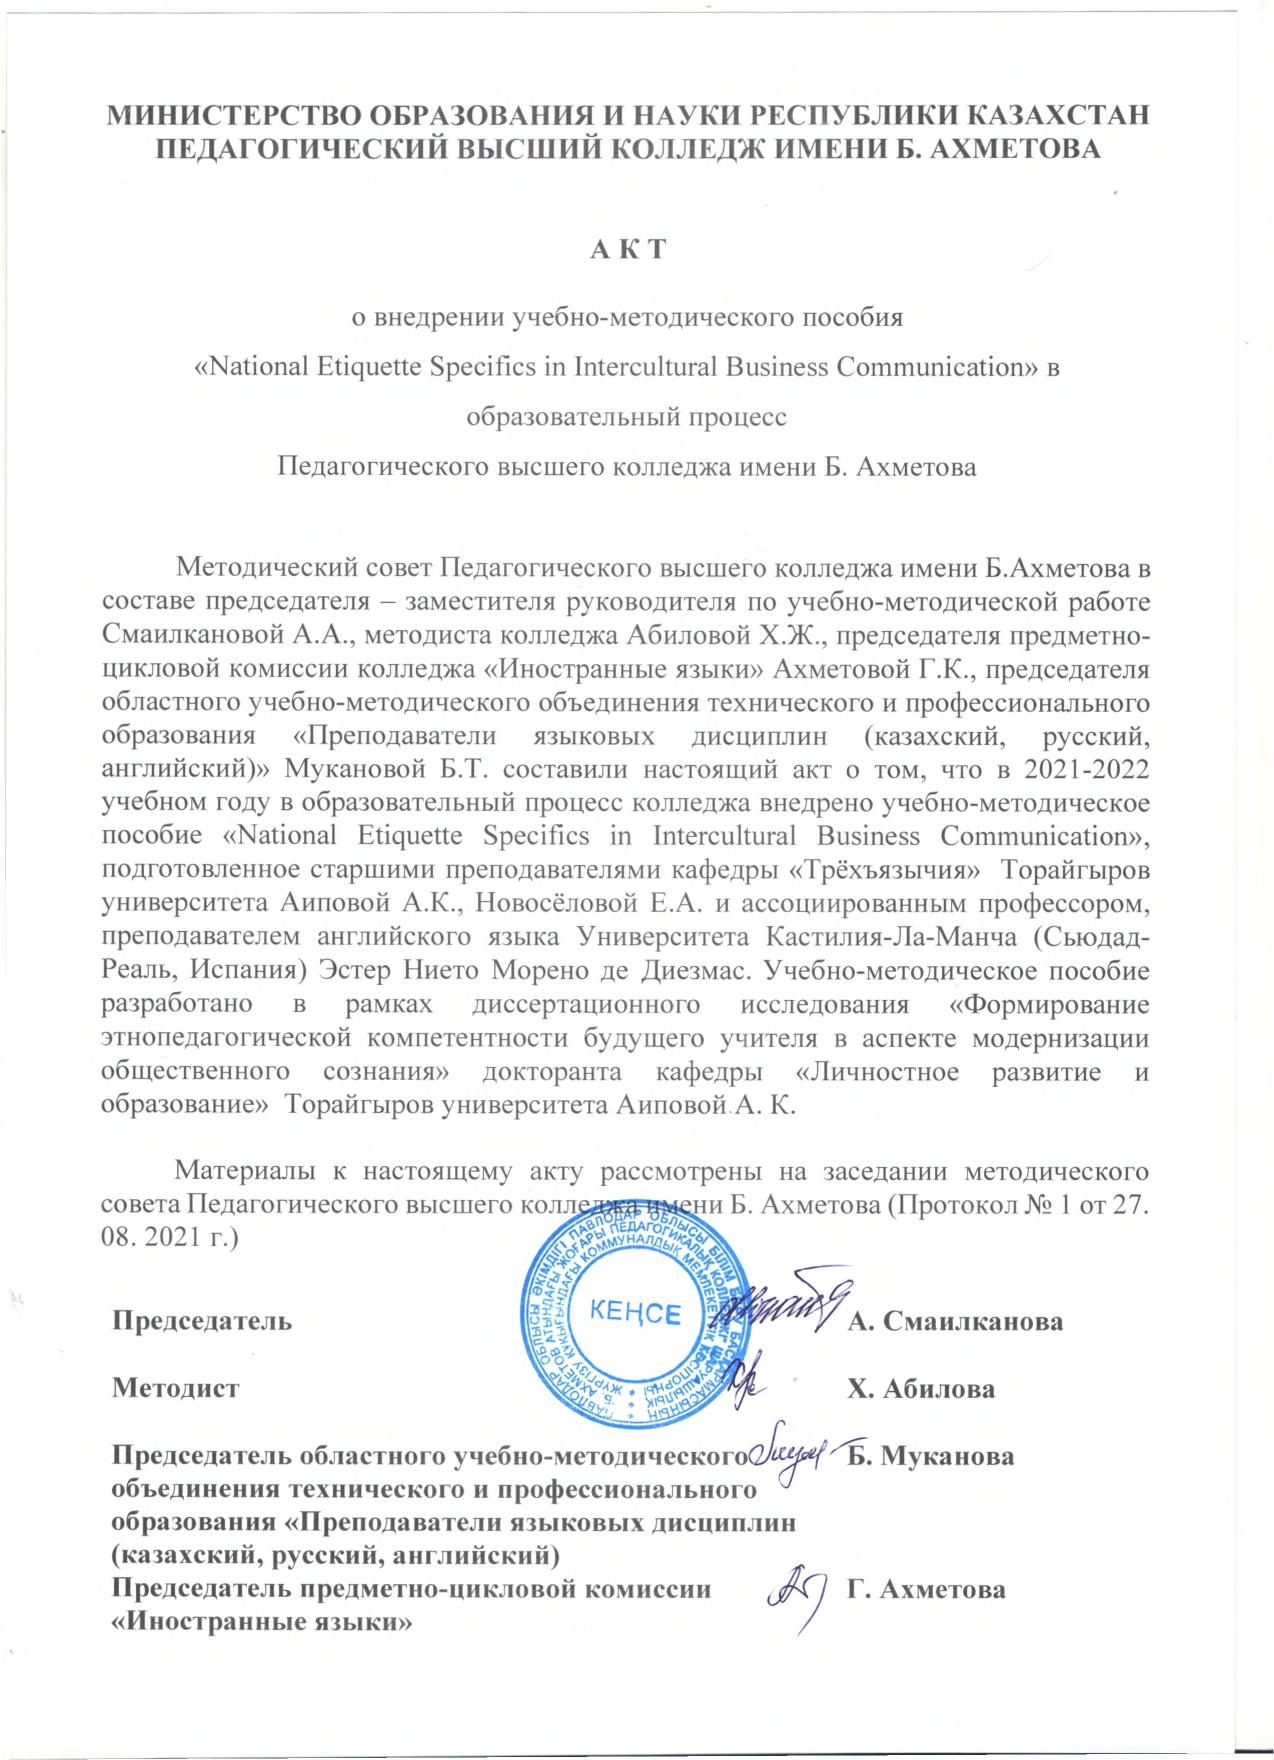 МИНИСТЕРСТВО ОБРАЗОВАНИЯ И НАУКИ РЕСПУБЛИКИ КАЗАХСТАН
ПЕДАГОГИЧЕСКИЙ ВЫСШИЙ КОЛЛЕДЖ ИМЕНИ Б. АХМЕТОВА
А К Т
о внедрении учебно-методического пособия
«National Etiquette Specifics in Intercultural Business Communication» в
образовательный процесс
Педагогического высшего колледжа имени Б. Ахметова
Методический совет Педагогического высшего колледжа имени Б.Ахметова в
составе председателя – заместителя руководителя по учебно-методической работе
Смаилкановой А.А., методиста колледжа Абиловой Х.Ж., председателя предметно-
цикловой комиссии колледжа «Иностранные языки» Ахметовой Г.К., председателя
областного учебно-методического объединения технического и профессионального
образования «Преподаватели языковых дисциплин (казахский, русский,
английский)» Мукановой Б.Т. составили настоящий акт о том, что в 2021-2022
учебном году в образовательный процесс колледжа внедрено учебно-методическое
пособие «National Etiquette Specifics in Intercultural Business Communication»,
подготовленное старшими преподавателями кафедры «Трёхъязычия» Торайгыров
университета Аиповой А.К., Новосёловой Е.А. и ассоциированным профессором,
преподавателем английского языка Университета Кастилия-Ла-Манча (Сьюдад-
Реаль, Испания) Эстер Нието Морено де Диезмас. Учебно-методическое пособие
разработано в рамках диссертационного исследования «Формирование
этнопедагогической компетентности будущего учителя в аспекте модернизации
общественного сознания» докторанта кафедры «Личностное развитие и
образование» Торайгыров университета Аиповой А. К.
Материалы к настоящему акту рассмотрены на заседании методического
совета Педагогического высшего колледжа имени Б. Ахметова (Протокол № 1 от 27.
08. 2021 г.)
КЕҢСЕ
Председатель А. Смаилканова
Методист Х. Абилова
Председатель областного учебно-методического Б. Муканова
объединения технического и профессионального
образования «Преподаватели языковых дисциплин
(казахский, русский, английский)
Председатель предметно-цикловой комиссии Г. Ахметова
«Иностранные языки»